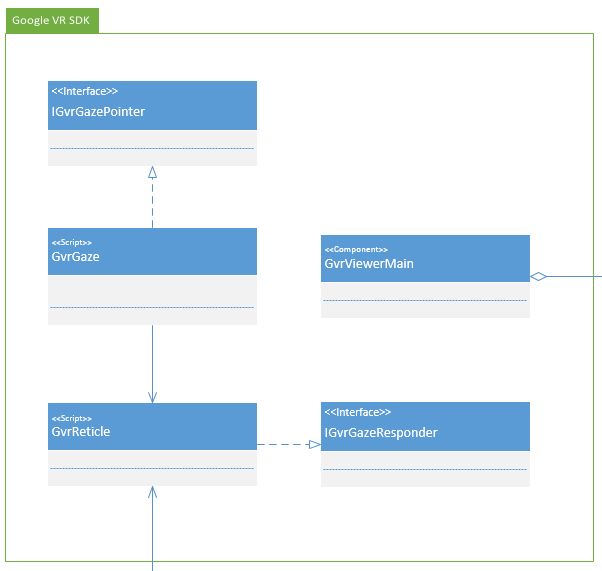 Google VR SDK
<<Interface>>
IGvrGazePointer
<<Script>>
GvrGaze
<<Component>>
GvrViewerMain
<<Script>>
GvrReticle
<<Interface>>
IGvrGazeResponder